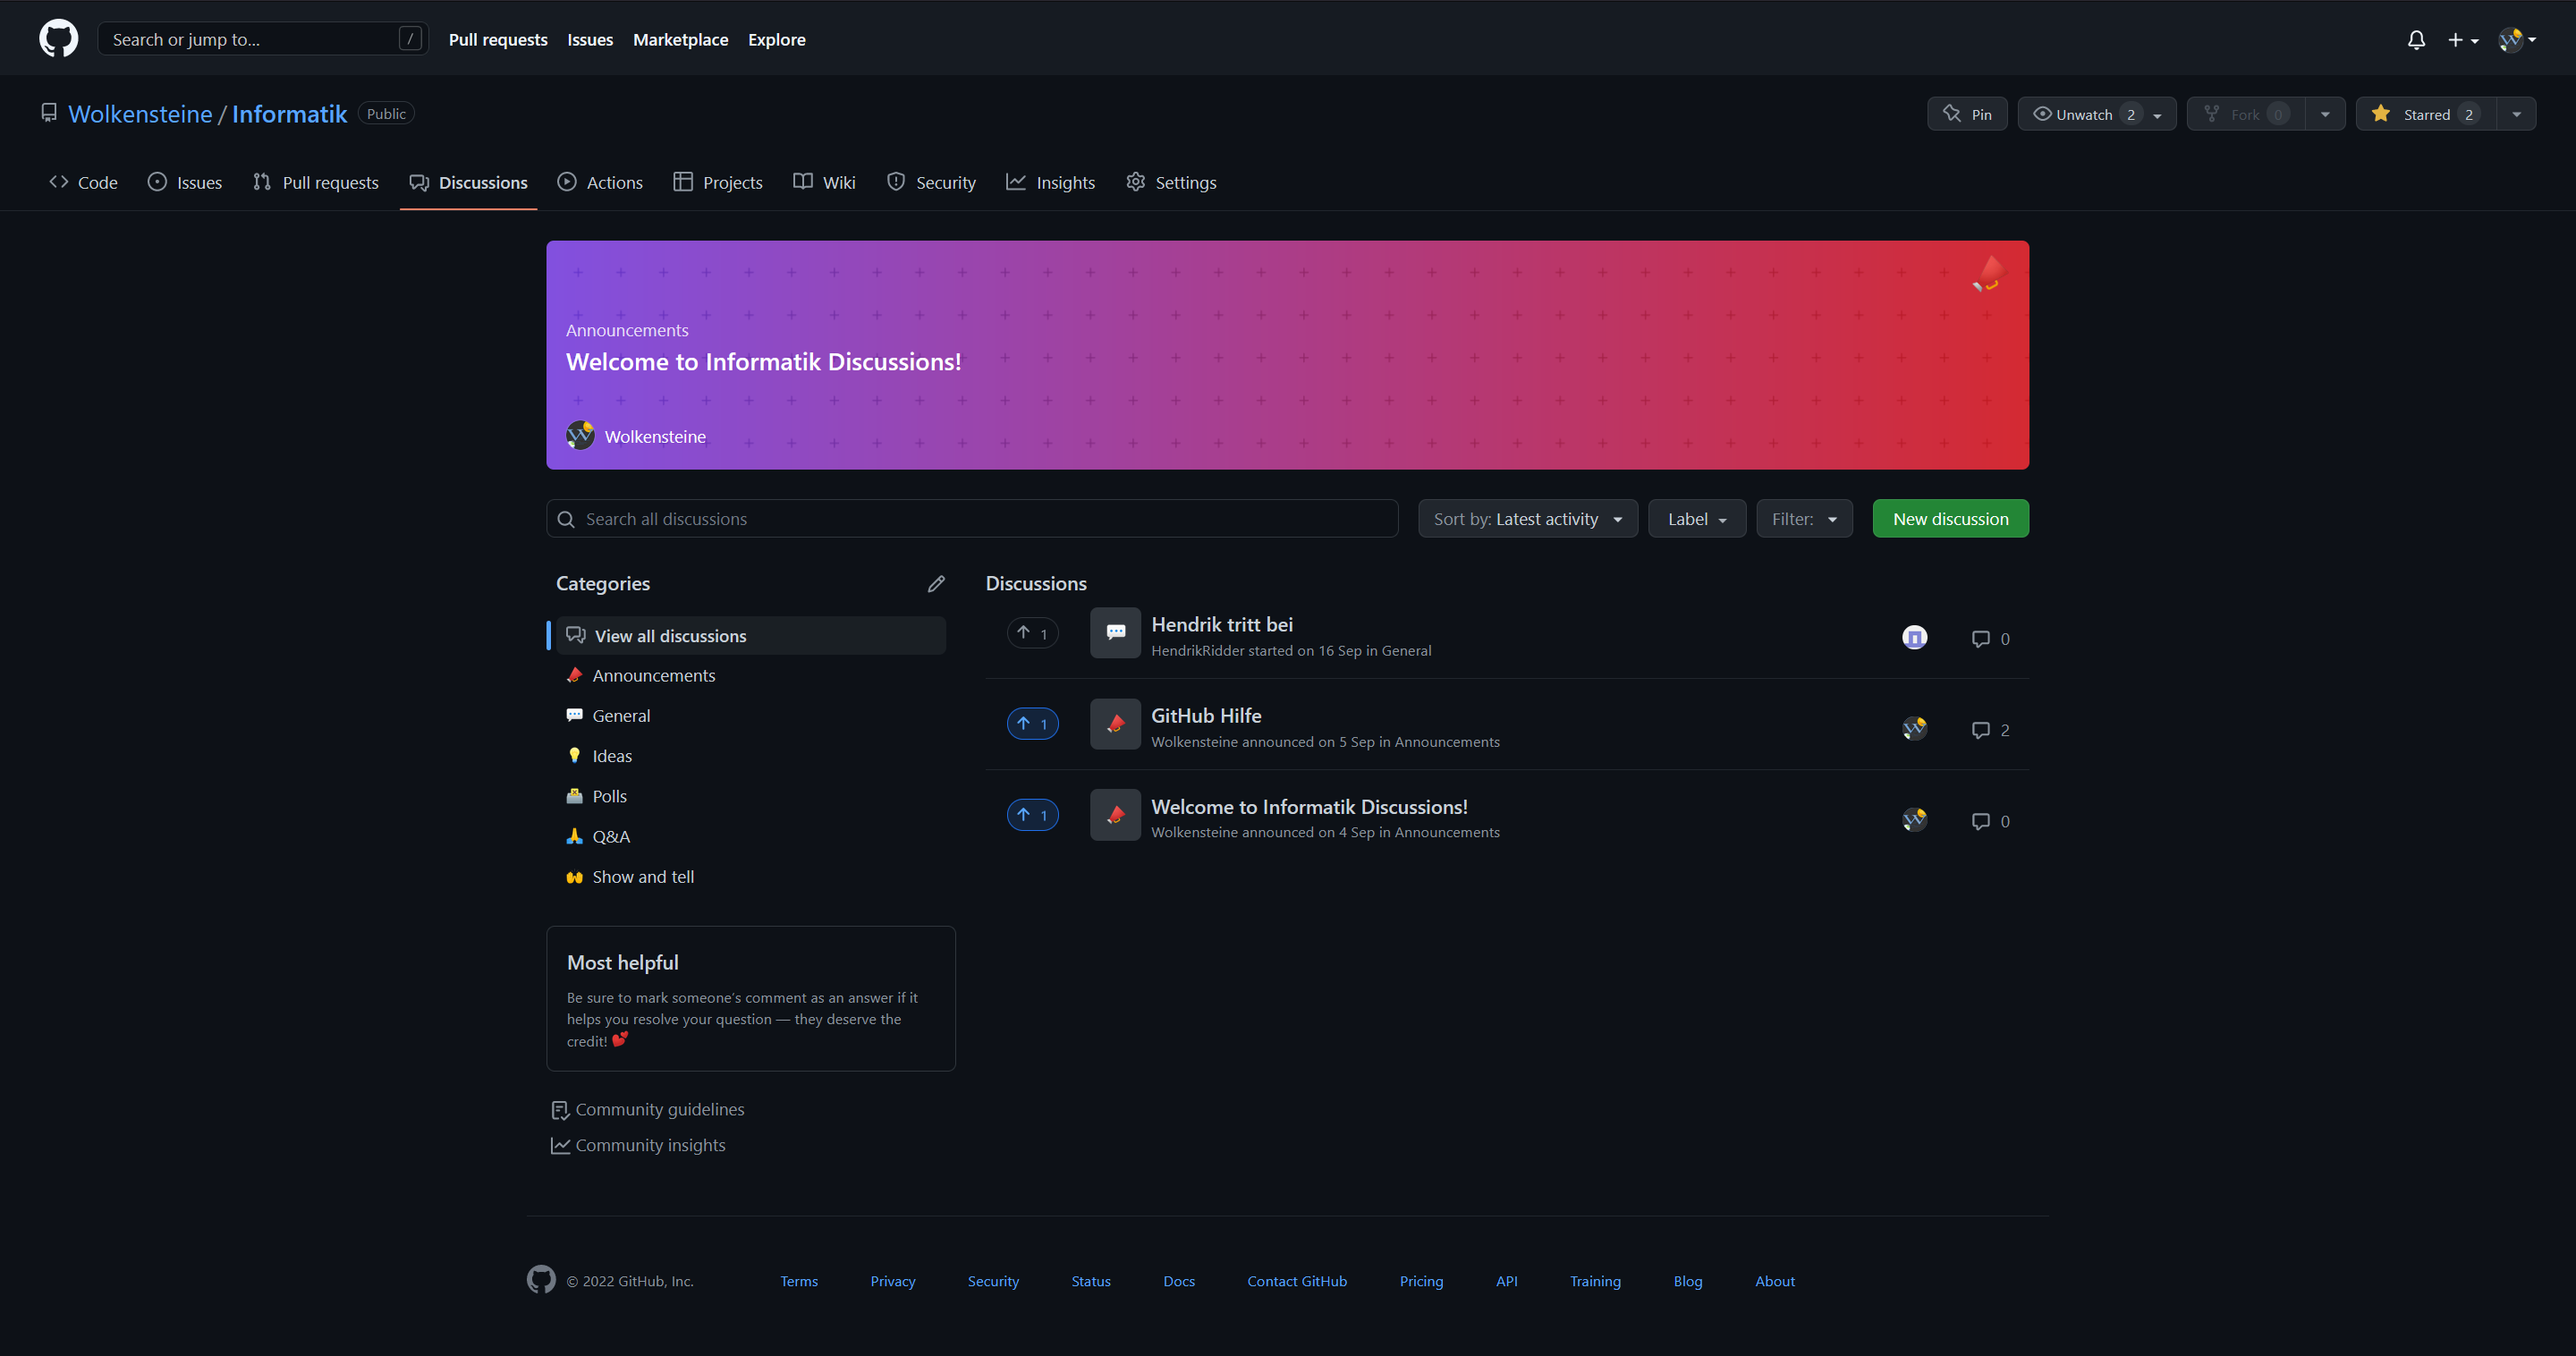 Search or jump to... / Pull requests Issues Marketplace Explore
Wolkensteine / Informatik Public Pin Unwatch 2 Fork 0 Starred 2
Code Issues Pull requests Discussions Actions Projects Wiki Security Insights Settings
Announcements
Welcome to Informatik Discussions!
Wolkensteine
Search all discussions Sort by: Latest activity Label Filter: New discussion
Categories
View all discussions
Announcements
General
Ideas
Polls
Q&A
Show and tell
Most helpful
Be sure to mark someone's comment as an answer if it
helps you resolve your question — they deserve the
credit! 💕
Community guidelines
Community insights
Discussions
1 Hendrik tritt bei
HendrikRidder started on 16 Sep in General 0
1 GitHub Hilfe
Wolkensteine announced on 5 Sep in Announcements 2
1 Welcome to Informatik Discussions!
Wolkensteine announced on 4 Sep in Announcements 0
© 2022 GitHub, Inc. Terms Privacy Security Status Docs Contact GitHub Pricing API Training Blog About